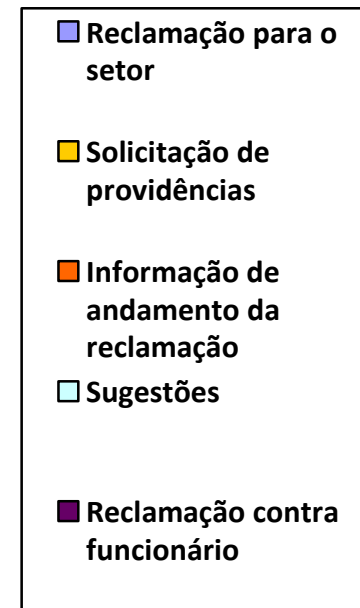 Reclamação para o
setor
Solicitação de
providências
Informação de
andamento da
reclamação
Sugestões
Reclamação contra
funcionário